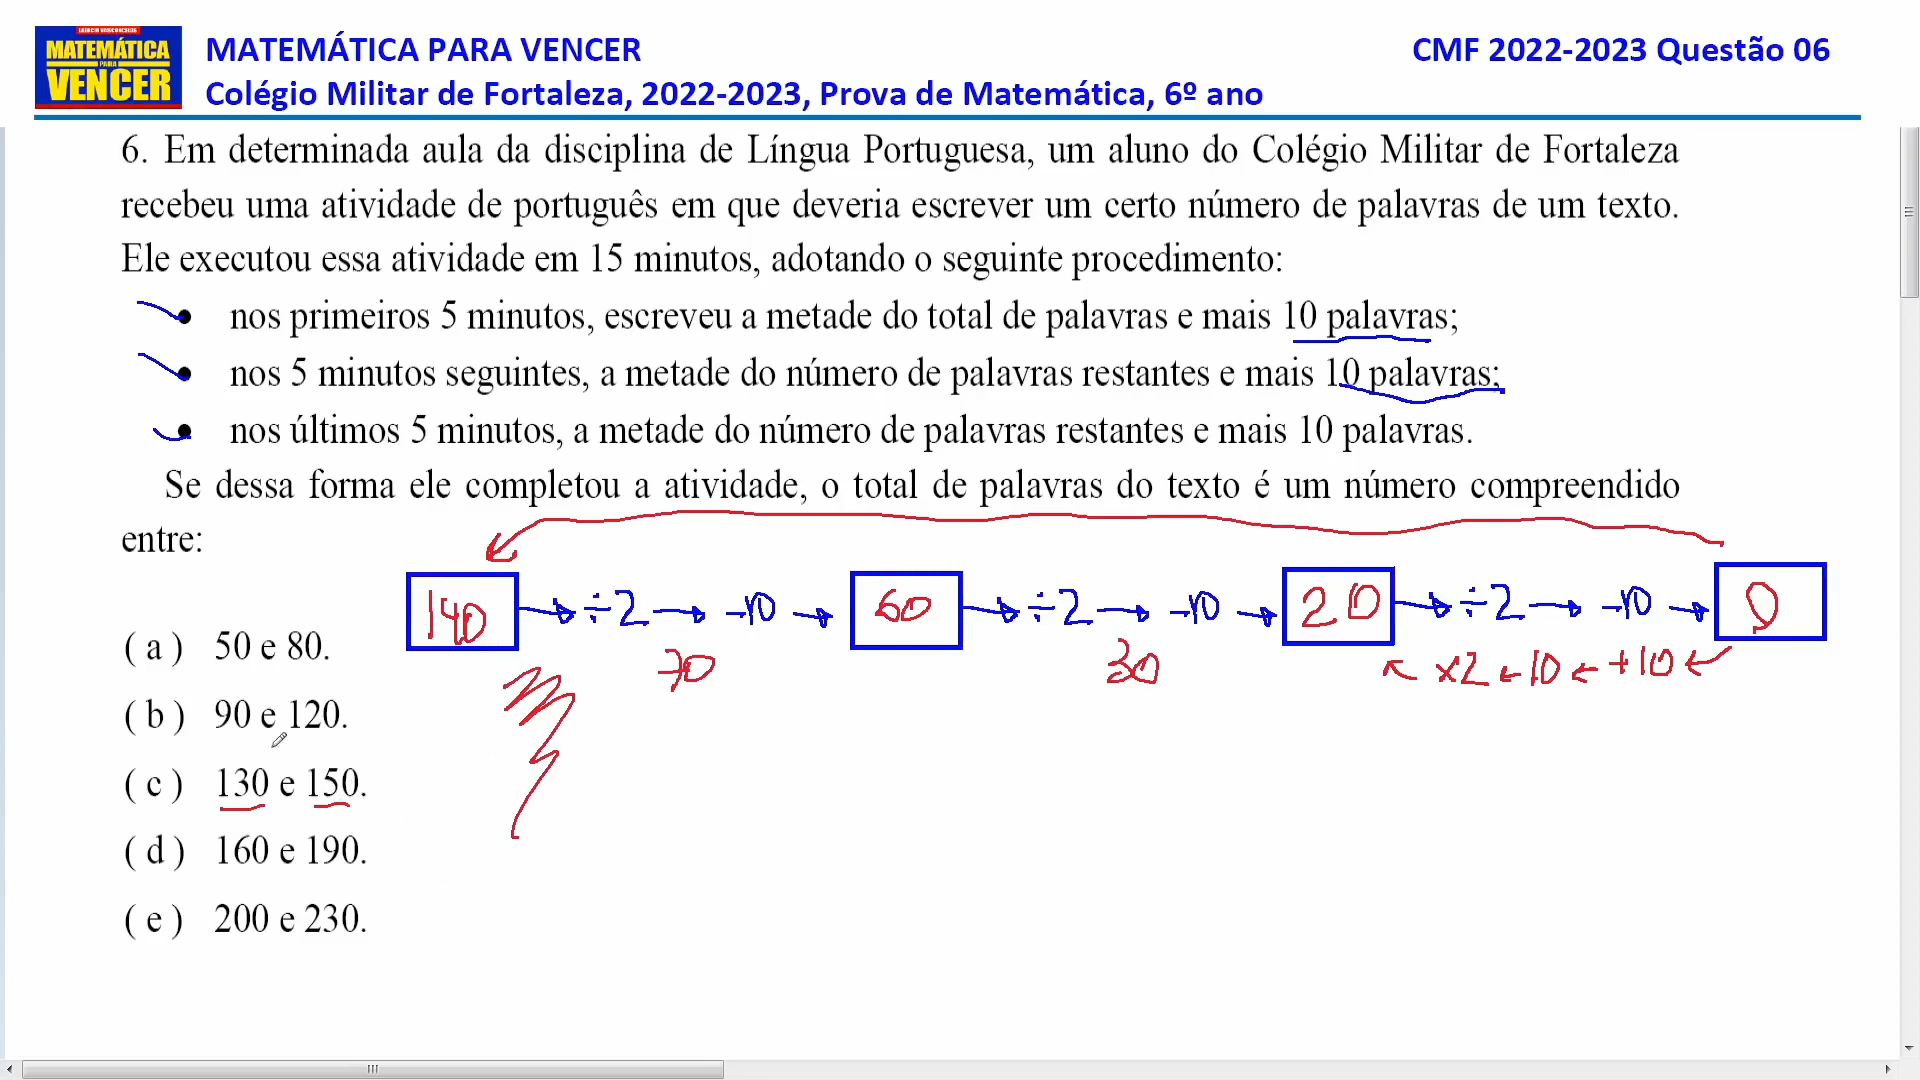 LAÉRCIO VASCONCELOS
MATEMÁTICA
PARA
VENCER
MATEMÁTICA PARA VENCER
CMF 2022-2023 Questão 06
Colégio Militar de Fortaleza, 2022-2023, Prova de Matemática, 6º ano
6. Em determinada aula da disciplina de Língua Portuguesa, um aluno do Colégio Militar de Fortaleza
recebeu uma atividade de português em que deveria escrever um certo número de palavras de um texto.
Ele executou essa atividade em 15 minutos, adotando o seguinte procedimento:
• nos primeiros 5 minutos, escreveu a metade do total de palavras e mais 10 palavras;
• nos 5 minutos seguintes, a metade do número de palavras restantes e mais 10 palavras;
• nos últimos 5 minutos, a metade do número de palavras restantes e mais 10 palavras.
Se dessa forma ele completou a atividade, o total de palavras do texto é um número compreendido
entre:
140 → ÷2 → -10 → 60 → ÷2 → -10 → 20 → ÷2 → -10 → 0
70 30 ← ×2 ← 10 ← +10 ←
( a ) 50 e 80.
( b ) 90 e 120.
( c ) 130 e 150.
( d ) 160 e 190.
( e ) 200 e 230.